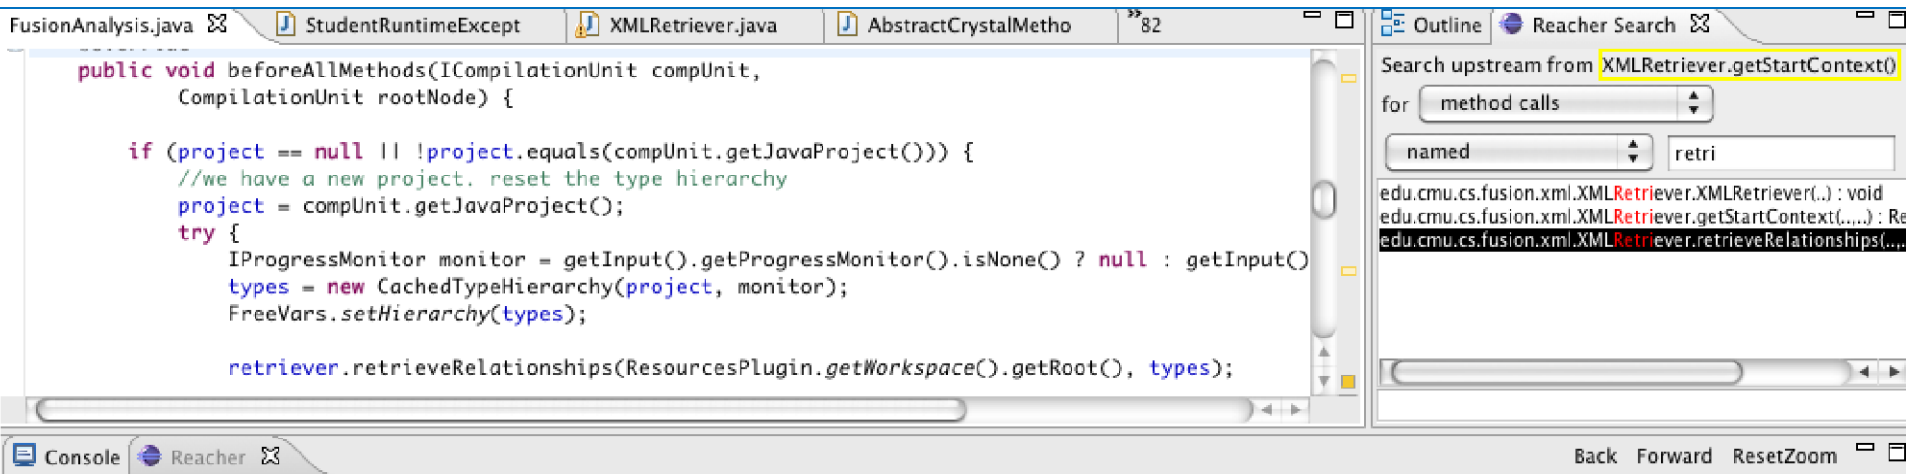 FusionAnalysis.java StudentRuntimeExcept XMLRetriever.java AbstractCrystalMetho »82
public void beforeAllMethods(ICompilationUnit compUnit,
CompilationUnit rootNode) {
if (project == null || !project.equals(compUnit.getJavaProject())) {
//we have a new project. reset the type hierarchy
project = compUnit.getJavaProject();
try {
IProgressMonitor monitor = getInput().getProgressMonitor().isNone() ? null : getInput()
types = new CachedTypeHierarchy(project, monitor);
FreeVars.setHierarchy(types);
retriever.retrieveRelationships(ResourcesPlugin.getWorkspace().getRoot(), types);
Outline Reacher Search
Search upstream from XMLRetriever.getStartContext()
for method calls
named retri
edu.cmu.cs.fusion.xml.XMLRetriever.XMLRetriever(..) : void
edu.cmu.cs.fusion.xml.XMLRetriever.getStartContext(..,..) : Re
edu.cmu.cs.fusion.xml.XMLRetriever.retrieveRelationships(..,..
Console Reacher Back Forward ResetZoom